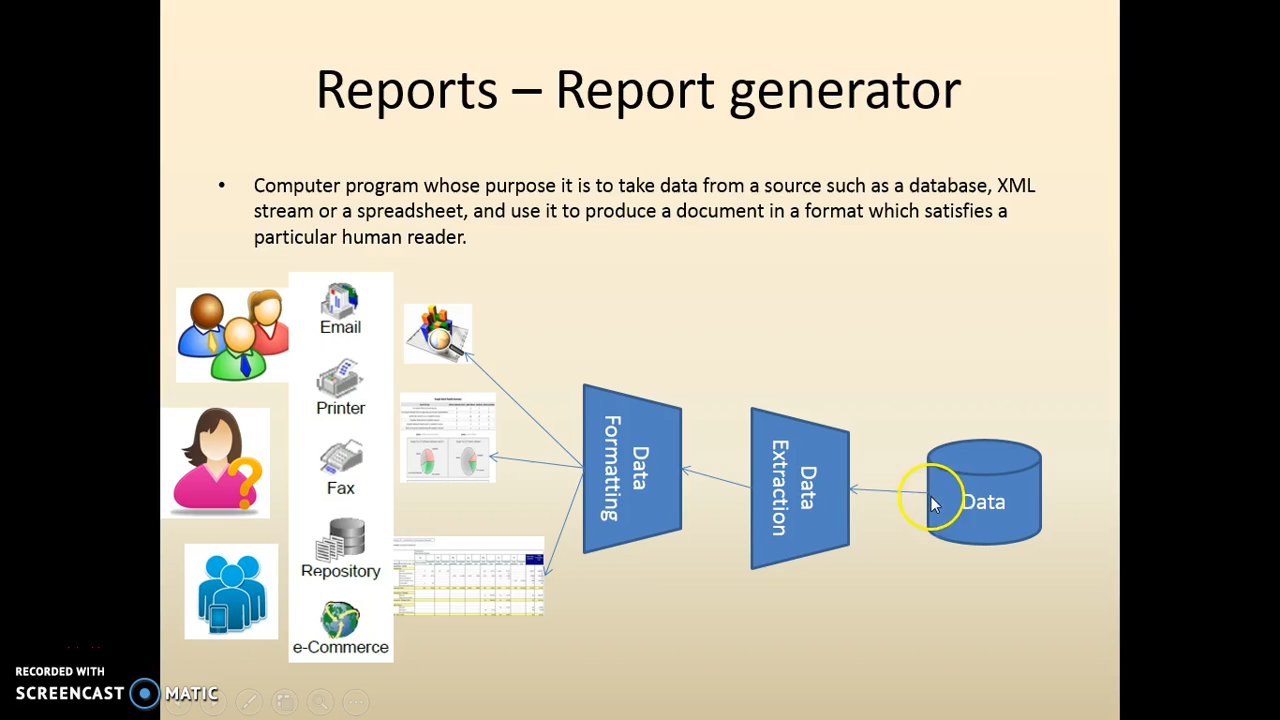 Reports – Report generator
• Computer program whose purpose it is to take data from a source such as a database, XML
stream or a spreadsheet, and use it to produce a document in a format which satisfies a
particular human reader.
Email
Printer
Fax
Repository
e-Commerce
Data
Formatting
Data
Extraction
Data
RECORDED WITH
SCREENCAST MATIC